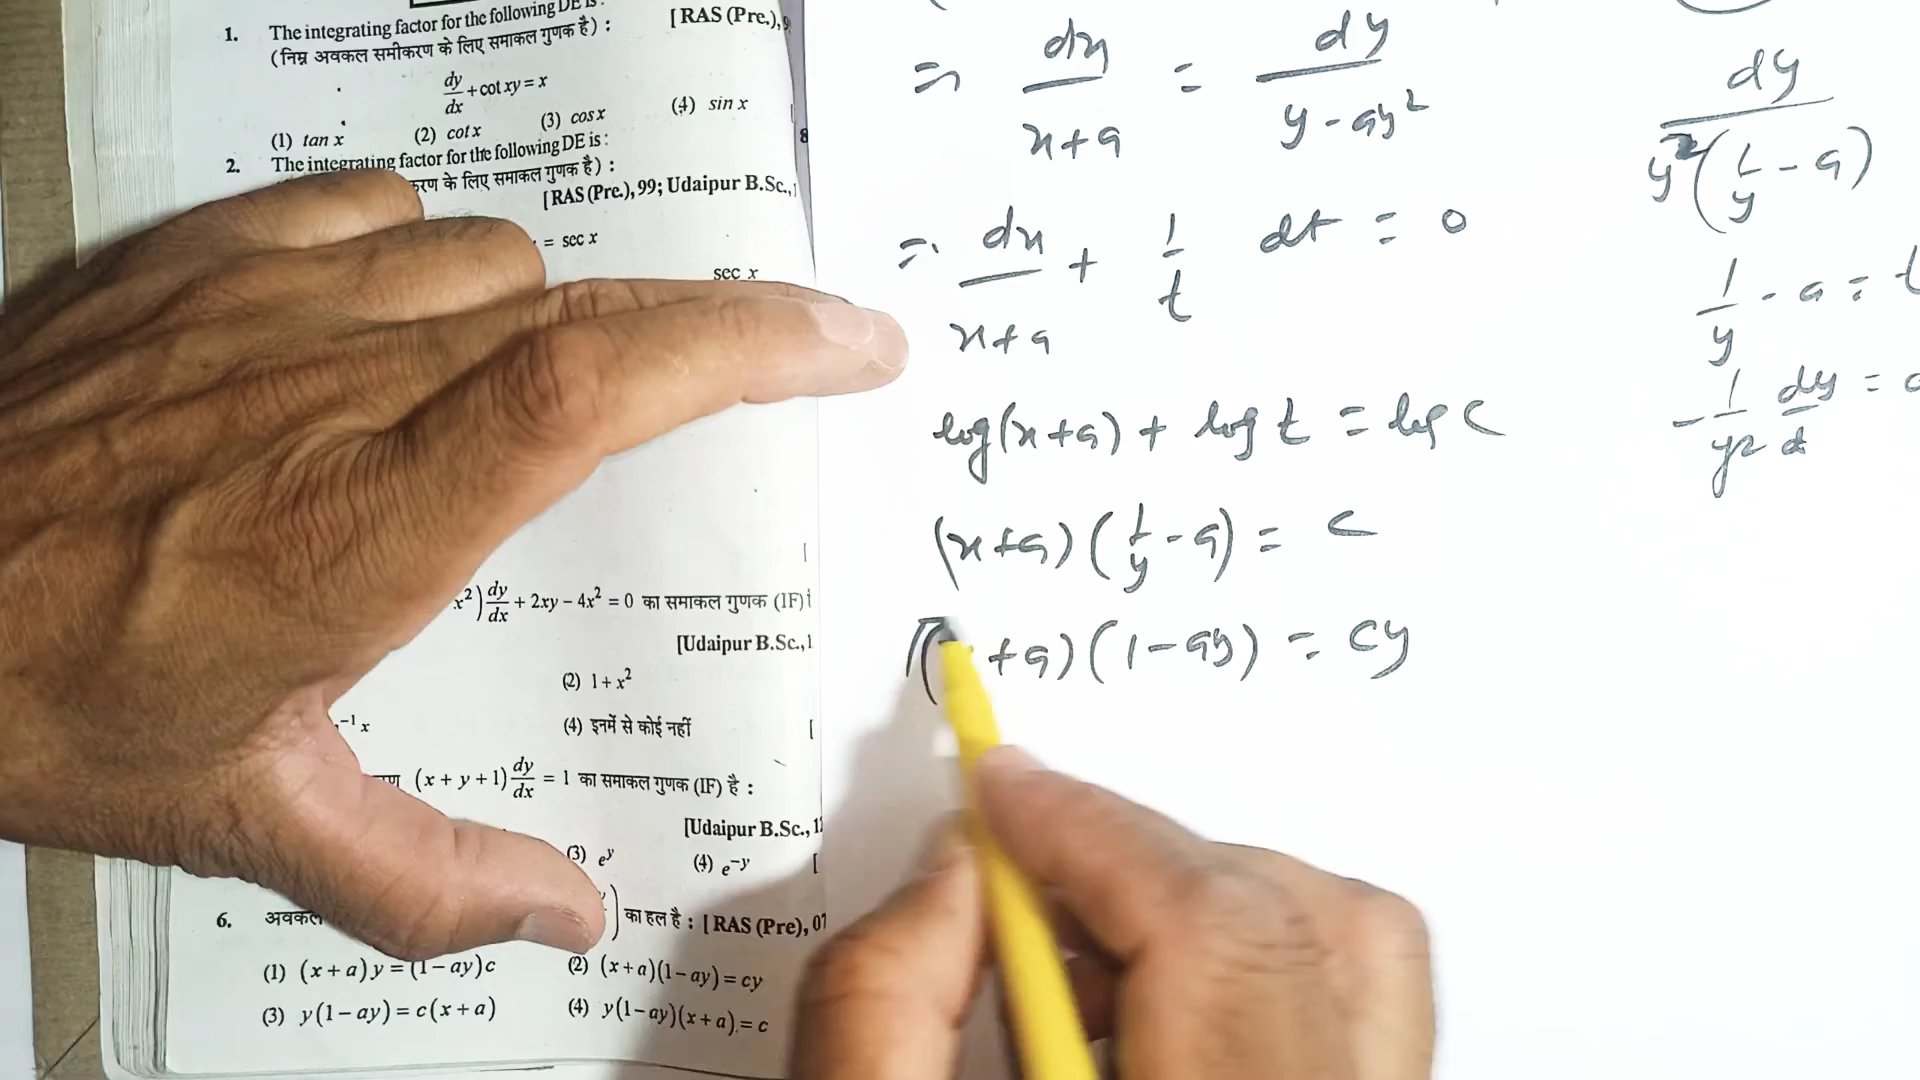 1. The integrating factor for the following DE is :
[RAS (Pre.), 9
(निम्न अवकल समीकरण के लिए समाकल गुणक है) :
dy/dx + cot xy = x
(1) tan x (2) cot x (3) cos x (4) sin x
8
2. The integrating factor for the following DE is :
करण के लिए समाकल गुणक है) :
[RAS (Pre.), 99; Udaipur B.Sc.,
= sec x
sec x
x²) dy/dx + 2xy – 4x² = 0 का समाकल गुणक (IF)
[Udaipur B.Sc., 1
(2) 1 + x²
⁻¹ x (4) इनमें से कोई नहीं [
(x + y + 1) dy/dx = 1 का समाकल गुणक (IF) है :
[Udaipur B.Sc., 1
(3) e^y (4) e^–y [
6. अवकल ) का हल है : [RAS (Pre), 07
(1) (x + a) y = (1 – ay) c (2) (x + a)(1 – ay) = cy
(3) y(1 – ay) = c(x + a) (4) y(1 – ay)(x + a) = c
⇒ dx/(x+a) = dy/(y - ay²)
⇒ dx/(x+a) + 1/t dt = 0
log(x+a) + log t = log c
(x+a)(1/y - a) = c
+a)(1-ay) = cy
dy/(y²(1/y - a))
1/y - a = t
-1/y² dy/d =